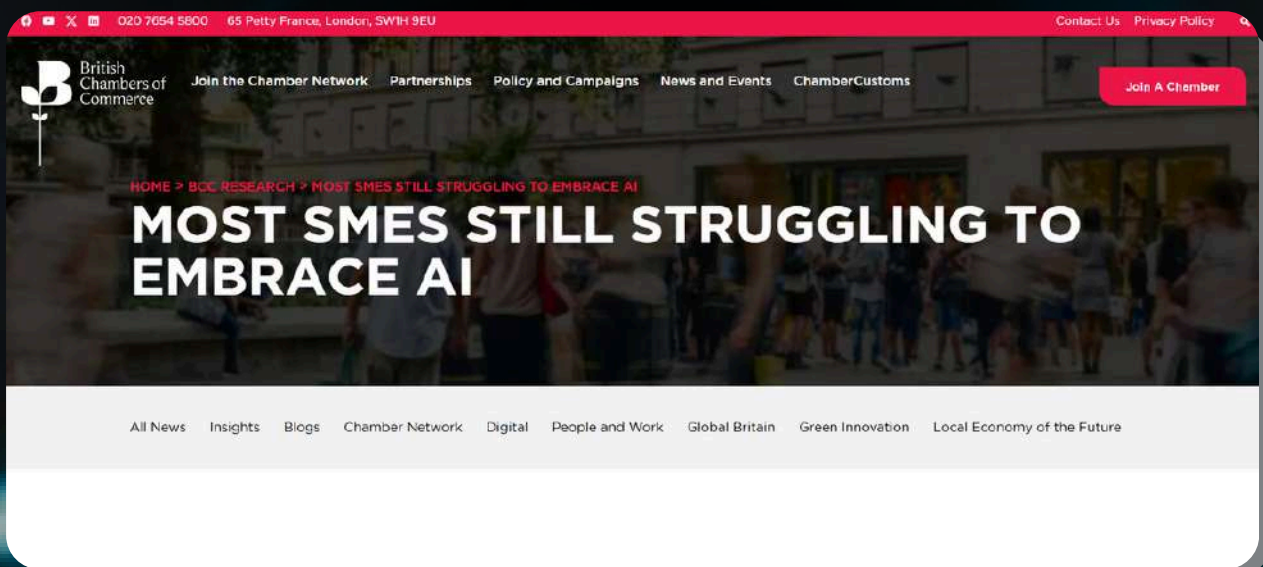 020 7654 5800 65 Petty France, London, SW1H 9EU Contact Us Privacy Policy
British
Chambers of
Commerce
Join the Chamber Network Partnerships Policy and Campaigns News and Events ChamberCustoms
Join A Chamber
HOME > BCC RESEARCH > MOST SMES STILL STRUGGLING TO EMBRACE AI
MOST SMES STILL STRUGGLING TO
EMBRACE AI
All News Insights Blogs Chamber Network Digital People and Work Global Britain Green Innovation Local Economy of the Future